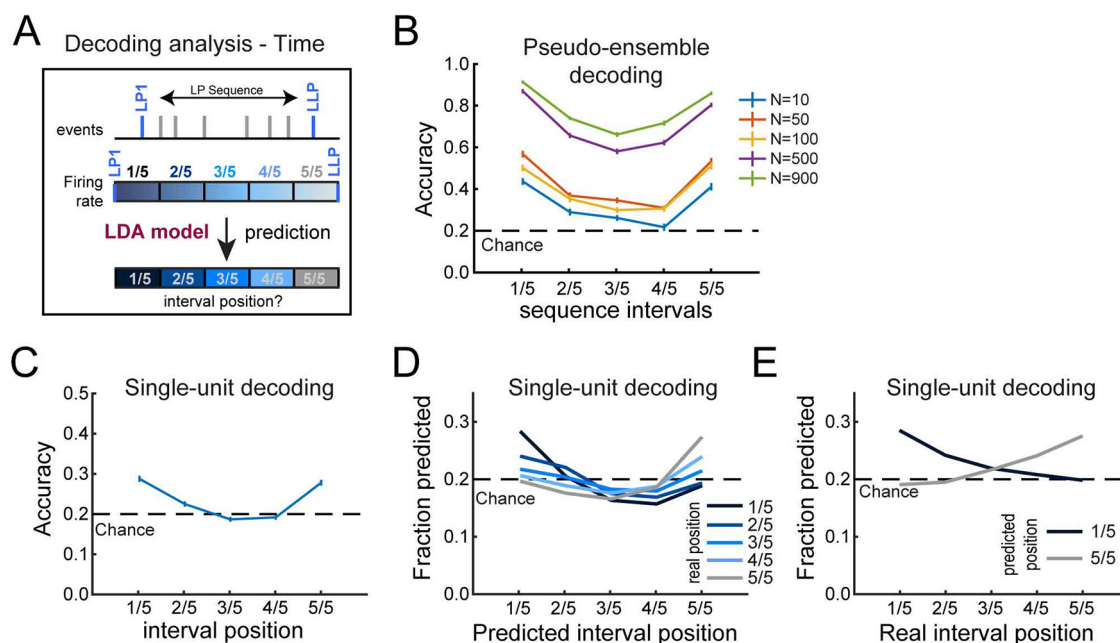 A
Decoding analysis - Time
LP1
LP Sequence
LLP
events
LP1
1/5 2/5 3/5 4/5 5/5
LLP
Firing
rate
LDA model
prediction
1/5 2/5 3/5 4/5 5/5
interval position?
B
Pseudo-ensemble
decoding
Accuracy
1.0
0.8
0.6
0.4
0.2
0.0
Chance
1/5 2/5 3/5 4/5 5/5
sequence intervals
N=10
N=50
N=100
N=500
N=900
C
Single-unit decoding
Accuracy
0.5
0.4
0.3
0.2
0.1
0.0
Chance
1/5 2/5 3/5 4/5 5/5
interval position
D
Single-unit decoding
Fraction predicted
0.3
0.2
0.1
0.0
Chance
1/5 2/5 3/5 4/5 5/5
Predicted interval position
real position
1/5
2/5
3/5
4/5
5/5
E
Single-unit decoding
Fraction predicted
0.3
0.2
0.1
0.0
Chance
1/5 2/5 3/5 4/5 5/5
Real interval position
predicted
position
1/5
5/5